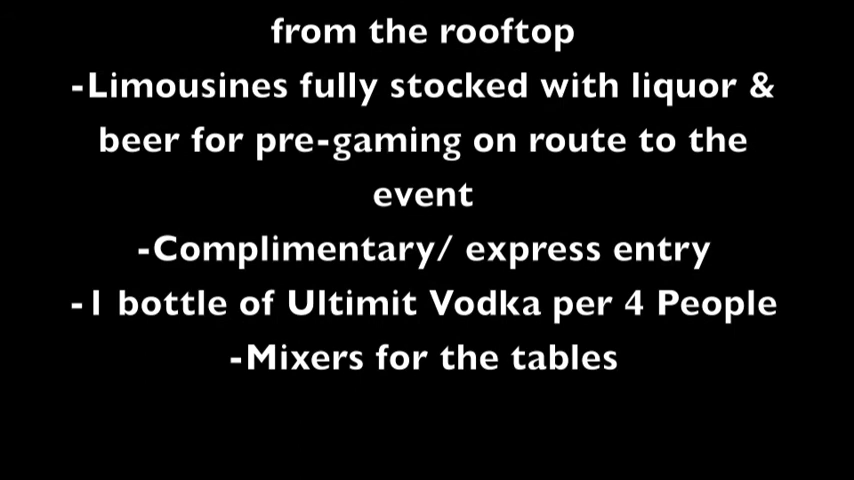 from the rooftop
-Limousines fully stocked with liquor &
beer for pre-gaming on route to the
event
-Complimentary/ express entry
-1 bottle of Ultimit Vodka per 4 People
-Mixers for the tables